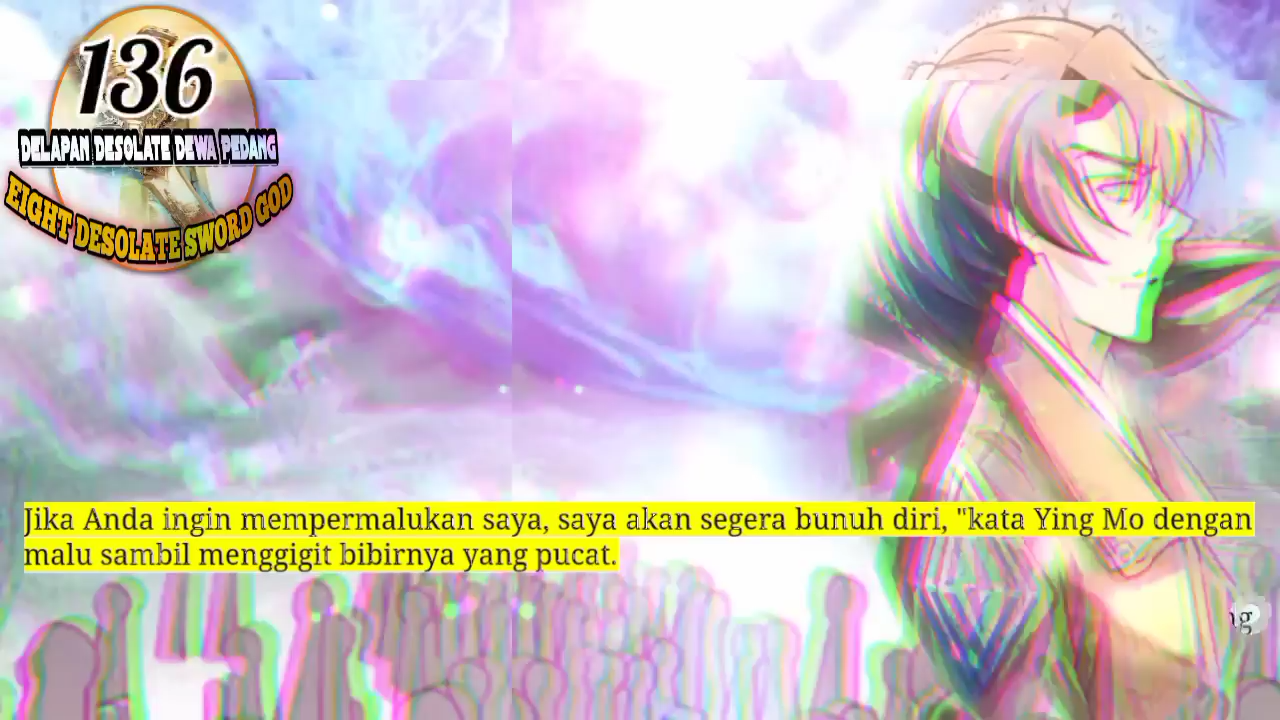 136
DELAPAN DESOLATE DEWA PEDANG
EIGHT DESOLATE SWORD GOD
Jika Anda ingin mempermalukan saya, saya akan segera bunuh diri, "kata Ying Mo dengan
malu sambil menggigit bibirnya yang pucat.